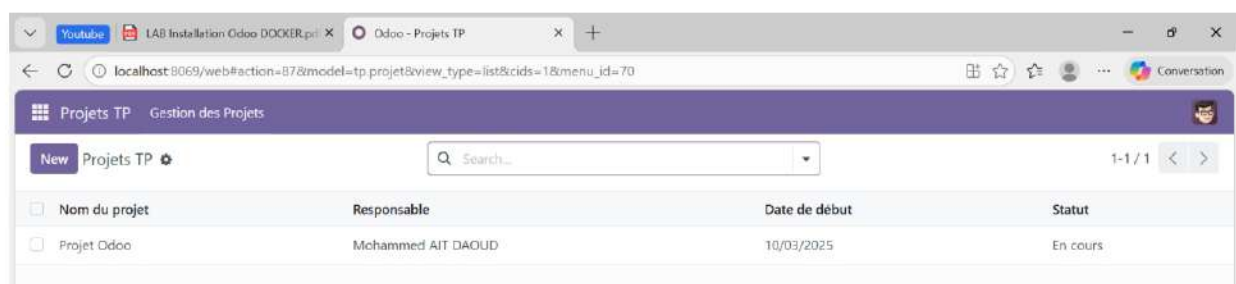 Youtube LAB Installation Odoo DOCKER.pd Odoo - Projets TP
localhost:8069/web#action=87&model=tp.projet&view_type=list&cids=1&menu_id=70 Conversation
Projets TP Gestion des Projets
New Projets TP Search... 1-1 / 1
Nom du projet Responsable Date de début Statut
Projet Odoo Mohammed AIT DAOUD 10/03/2025 En cours